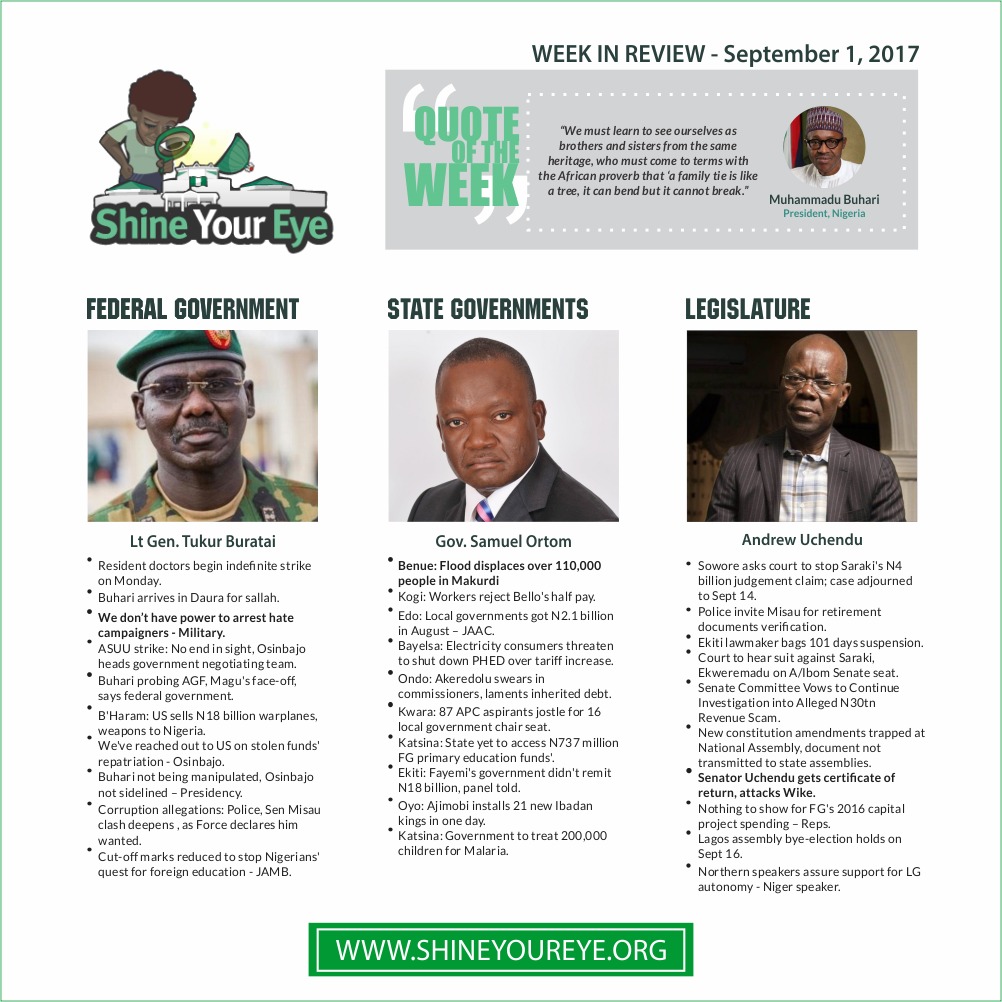 WEEK IN REVIEW - September 1, 2017
Shine Your Eye
QUOTE
OF THE
WEEK
“We must learn to see ourselves as
brothers and sisters from the same
heritage, who must come to terms with
the African proverb that ‘a family tie is like
a tree, it can bend but it cannot break.”
Muhammadu Buhari
President, Nigeria
FEDERAL GOVERNMENT
Lt Gen. Tukur Buratai
• Resident doctors begin indefinite strike
on Monday.
• Buhari arrives in Daura for sallah.
• We don’t have power to arrest hate
campaigners - Military.
• ASUU strike: No end in sight, Osinbajo
heads government negotiating team.
• Buhari probing AGF, Magu's face-off,
says federal government.
• B'Haram: US sells N18 billion warplanes,
weapons to Nigeria.
• We've reached out to US on stolen funds'
repatriation - Osinbajo.
• Buhari not being manipulated, Osinbajo
not sidelined – Presidency.
• Corruption allegations: Police, Sen Misau
clash deepens , as Force declares him
wanted.
• Cut-off marks reduced to stop Nigerians'
quest for foreign education - JAMB.
STATE GOVERNMENTS
Gov. Samuel Ortom
• Benue: Flood displaces over 110,000
people in Makurdi
• Kogi: Workers reject Bello's half pay.
• Edo: Local governments got N2.1 billion
in August – JAAC.
• Bayelsa: Electricity consumers threaten
to shut down PHED over tariff increase.
• Ondo: Akeredolu swears in
commissioners, laments inherited debt.
• Kwara: 87 APC aspirants jostle for 16
local government chair seat.
• Katsina: State yet to access N737 million
FG primary education funds'.
• Ekiti: Fayemi's government didn't remit
N18 billion, panel told.
• Oyo: Ajimobi installs 21 new Ibadan
kings in one day.
• Katsina: Government to treat 200,000
children for Malaria.
LEGISLATURE
Andrew Uchendu
• Sowore asks court to stop Saraki's N4
billion judgement claim; case adjourned
to Sept 14.
• Police invite Misau for retirement
documents verification.
• Ekiti lawmaker bags 101 days suspension.
• Court to hear suit against Saraki,
Ekweremadu on A/Ibom Senate seat.
• Senate Committee Vows to Continue
Investigation into Alleged N30tn
Revenue Scam.
• New constitution amendments trapped at
National Assembly, document not
transmitted to state assemblies.
• Senator Uchendu gets certificate of
return, attacks Wike.
• Nothing to show for FG's 2016 capital
project spending – Reps.
• Lagos assembly bye-election holds on
Sept 16.
• Northern speakers assure support for LG
autonomy - Niger speaker.
WWW.SHINEYOUREYE.ORG